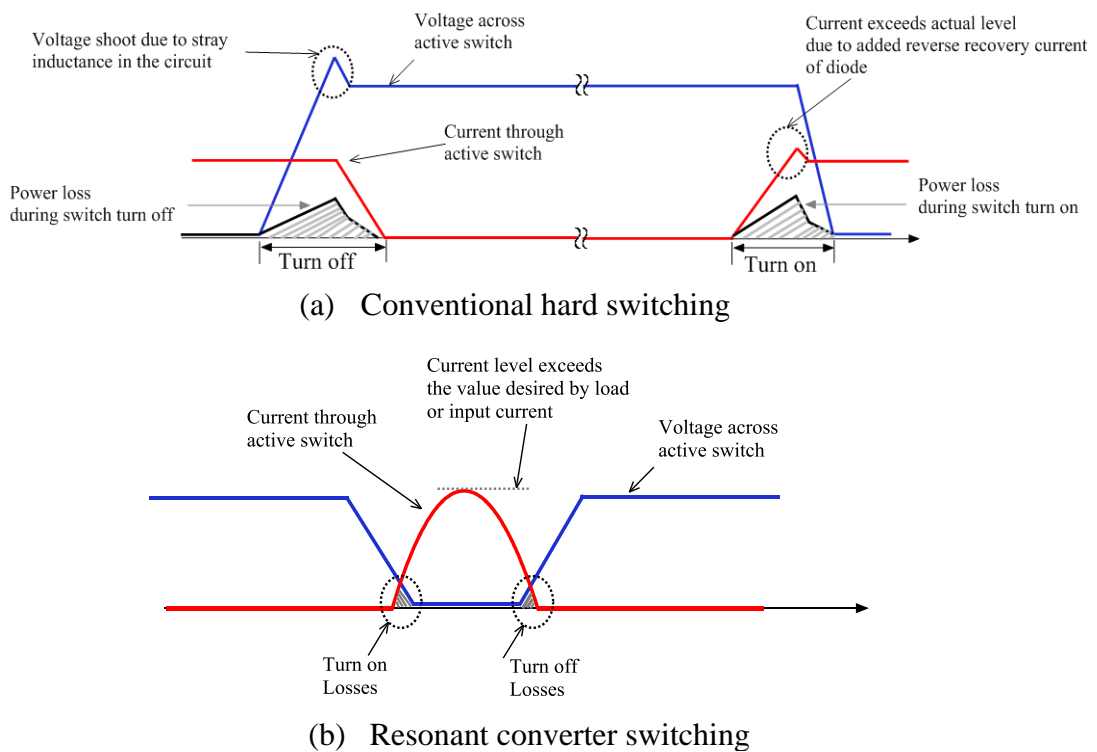 Voltage shoot due to stray
inductance in the circuit
Voltage across
active switch
Current exceeds actual level
due to added reverse recovery current
of diode
Current through
active switch
Power loss
during switch turn off
Power loss
during switch turn on
Turn off
Turn on
(a) Conventional hard switching
Current level exceeds
the value desired by load
or input current
Current through
active switch
Voltage across
active switch
Turn on
Losses
Turn off
Losses
(b) Resonant converter switching